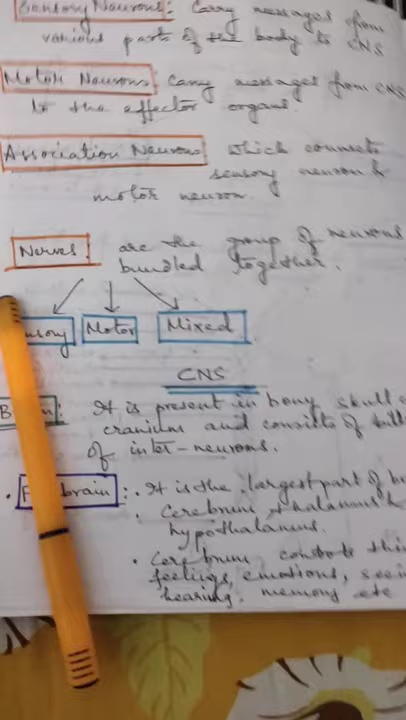 Sensory Neurons: Carry messages from
various parts of the body to CNS
Motor Neurons: Carry messages from CNS
to the effector organs.
Association Neurons which connects
sensory neuron &
motor neuron.
Nerves are the group of neurons
bundled together.
Motor Mixed
CNS
It is present in bony skull
cranium and consists of
of inter-neurons.
brain: It is the largest part of
Cerebrum, thalamus
hypothalamus.
Cerebrum controls
feelings, emotions,
hearing, memory etc